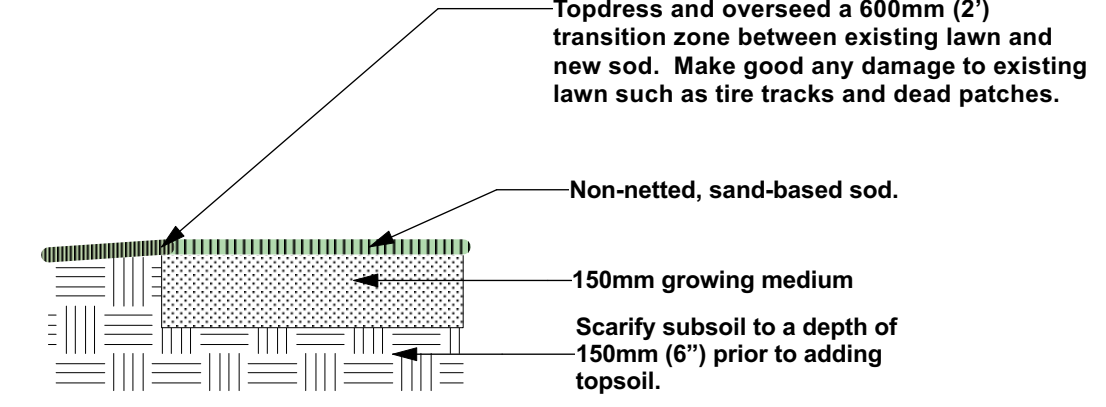 Topdress and overseed a 600mm (2’)
transition zone between existing lawn and
new sod.  Make good any damage to existing
lawn such as tire tracks and dead patches.
Non-netted, sand-based sod.
150mm growing medium
Scarify subsoil to a depth of
150mm (6”) prior to adding
topsoil.